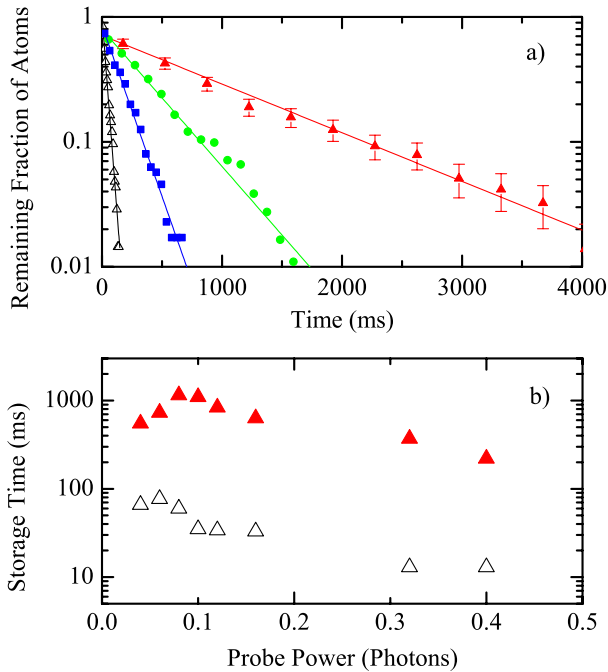 Remaining Fraction of Atoms
1
0.1
0.01
a)
0 1000 2000 3000 4000
Time (ms)
Storage Time (ms)
1000
100
10
b)
0.0 0.1 0.2 0.3 0.4 0.5
Probe Power (Photons)